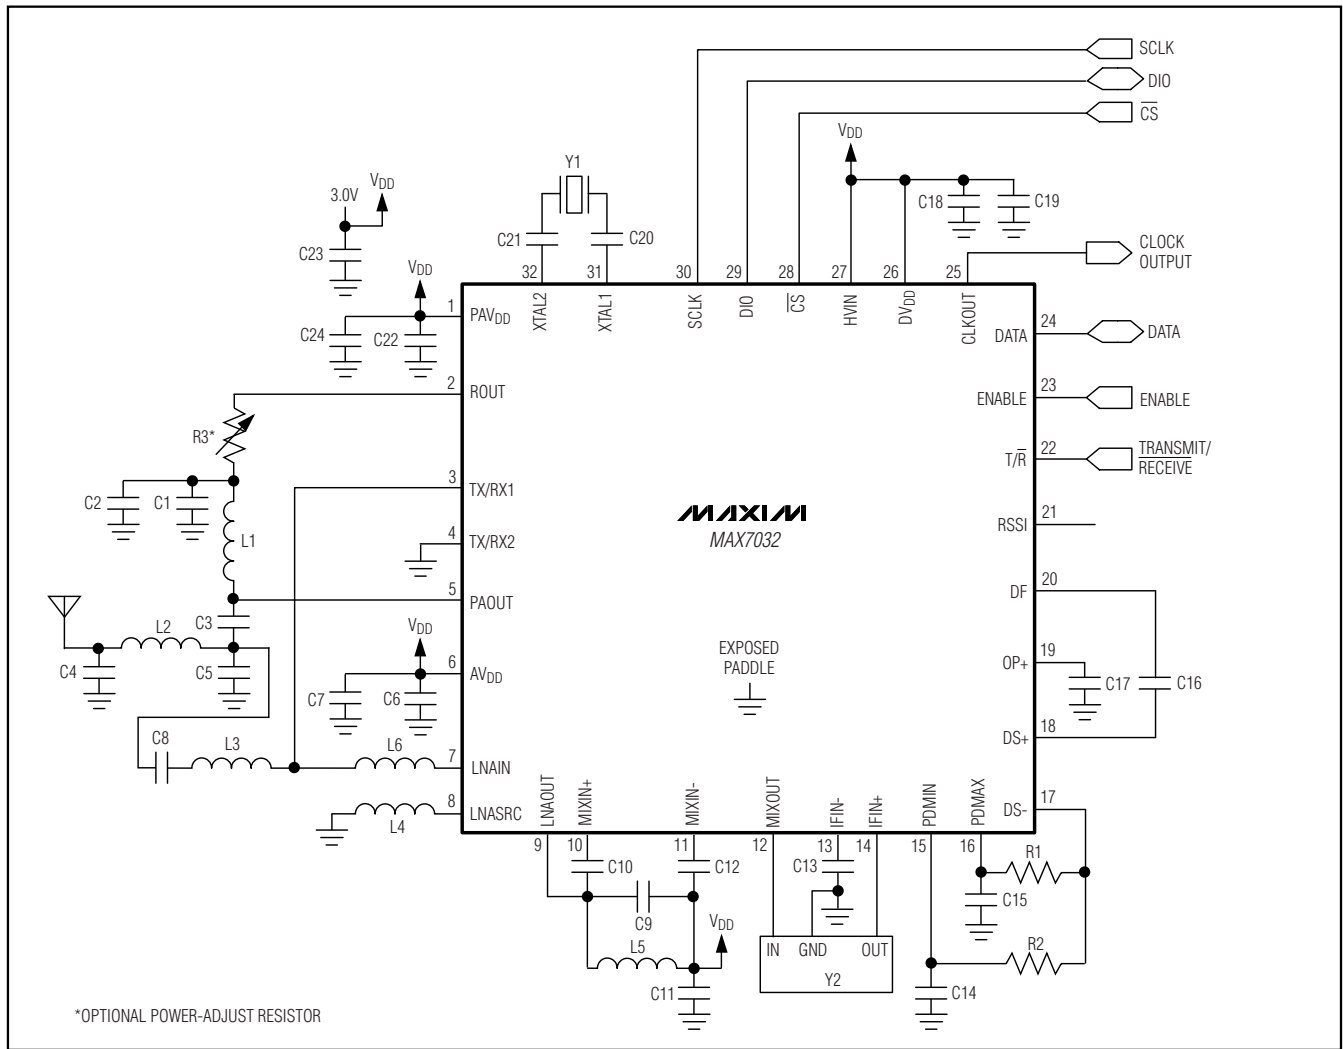 SCLK
DIO
C̅S̅
VDD
Y1
3.0V
VDD
C18
C19
C21
C20
CLOCK
OUTPUT
C23
VDD
32
31
30
29
28
27
26
25
1
PAVDD
XTAL2
XTAL1
SCLK
DIO
C̅S̅
HVIN
DVDD
CLKOUT
C24
C22
DATA
24
DATA
2
ROUT
ENABLE
23
ENABLE
R3*
T/R̅
22
TRANSMIT/
R̅E̅C̅E̅I̅V̅E̅
3
TX/RX1
C2
C1
MAXIM
MAX7032
RSSI
21
L1
4
TX/RX2
5
PAOUT
DF
20
C3
L2
VDD
EXPOSED
PADDLE
OP+
19
C4
C5
6
AVDD
C7
C6
C17
C16
DS+
18
C8
L3
L6
7
LNAIN
8
LNASRC
L4
LNAOUT
MIXIN+
MIXIN-
MIXOUT
IFIN-
IFIN+
PDMIN
PDMAX
DS-
17
9
10
11
12
13
14
15
16
C10
C12
C13
R1
C15
C9
VDD
L5
IN
GND
OUT
R2
Y2
C11
C14
*OPTIONAL POWER-ADJUST RESISTOR